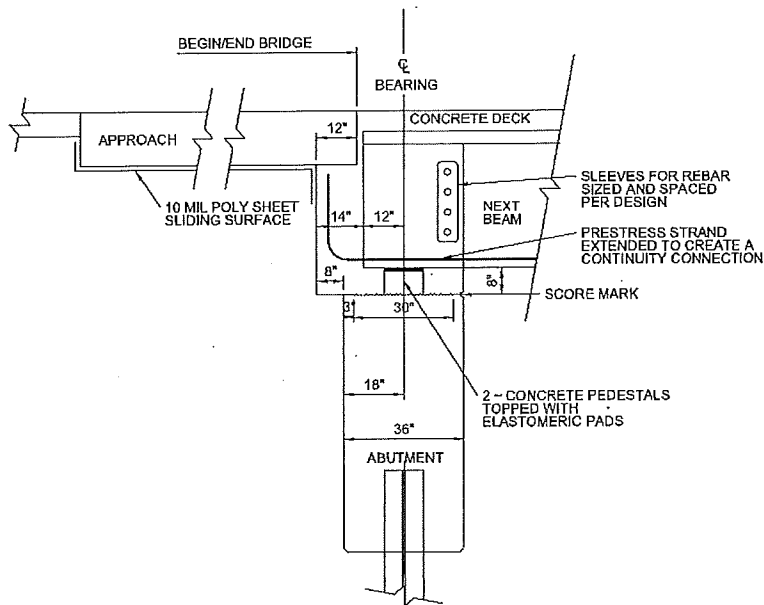 BEGIN/END BRIDGE
℄
BEARING
CONCRETE DECK
12"
APPROACH
SLEEVES FOR REBAR
SIZED AND SPACED
PER DESIGN
10 MIL POLY SHEET
SLIDING SURFACE
NEXT
BEAM
14"
12"
PRESTRESS STRAND
EXTENDED TO CREATE A
CONTINUITY CONNECTION
8"
8"
SCORE MARK
3"
30"
18"
2 ~ CONCRETE PEDESTALS
TOPPED WITH
ELASTOMERIC PADS
36"
ABUTMENT